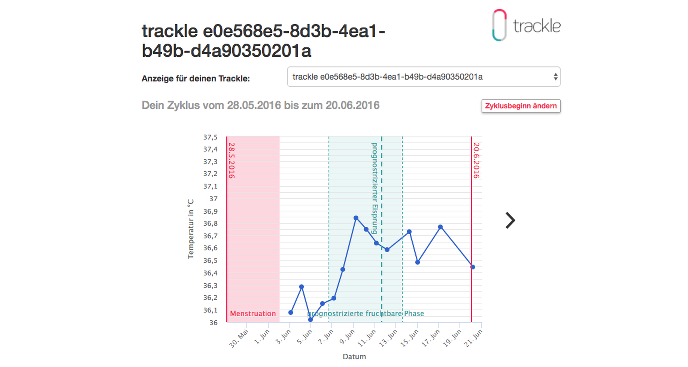 trackle e0e568e5-8d3b-4ea1-
b49b-d4a90350201a
trackle
Anzeige für deinen Trackle:
trackle e0e568e5-8d3b-4ea1-b49b-d4a90350201a
Dein Zyklus vom 28.05.2016 bis zum 20.06.2016
Zyklusbeginn ändern
37,5
37,4
37,3
37,2
37,1
37
36,9
36,8
36,7
36,6
36,5
36,4
36,3
36,2
36,1
36
Temperatur in °C
28.5.2016
prognostrizierter Eisprung
20.6.2016
Menstruation
prognostrizierte fruchtbare Phase
30. Mai
1. Jun
3. Jun
5. Jun
7. Jun
9. Jun
11. Jun
13. Jun
15. Jun
17. Jun
19. Jun
21. Jun
Datum